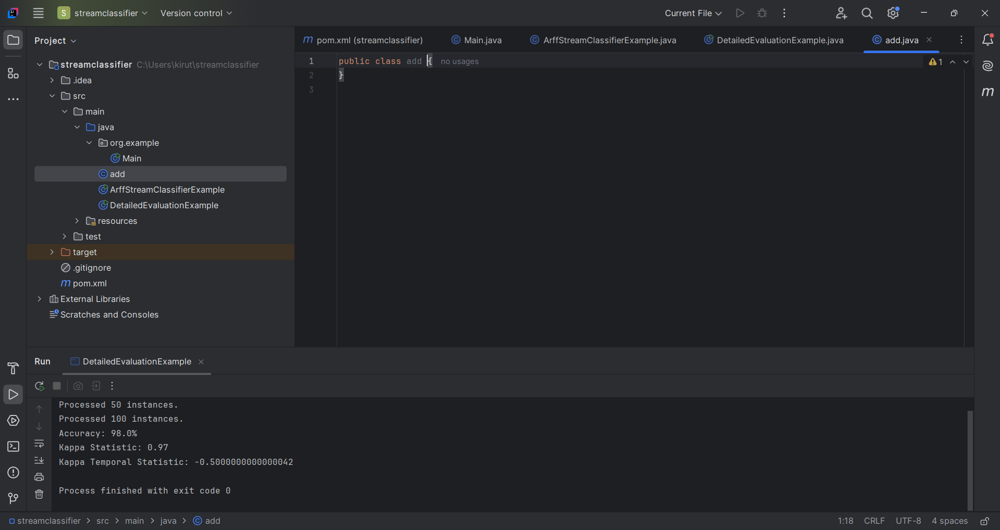 S streamclassifier Version control Current File
Project
pom.xml (streamclassifier) Main.java ArffStreamClassifierExample.java DetailedEvaluationExample.java add.java
streamclassifier C:\Users\kirut\streamclassifier
.idea
src
main
java
org.example
Main
add
ArffStreamClassifierExample
DetailedEvaluationExample
resources
test
target
.gitignore
pom.xml
External Libraries
Scratches and Consoles
1 public class add { no usages
2 }
3
1
Run DetailedEvaluationExample
Processed 50 instances.
Processed 100 instances.
Accuracy: 98.0%
Kappa Statistic: 0.97
Kappa Temporal Statistic: -0.5000000000000042
Process finished with exit code 0
streamclassifier > src > main > java > add 1:18 CRLF UTF-8 4 spaces